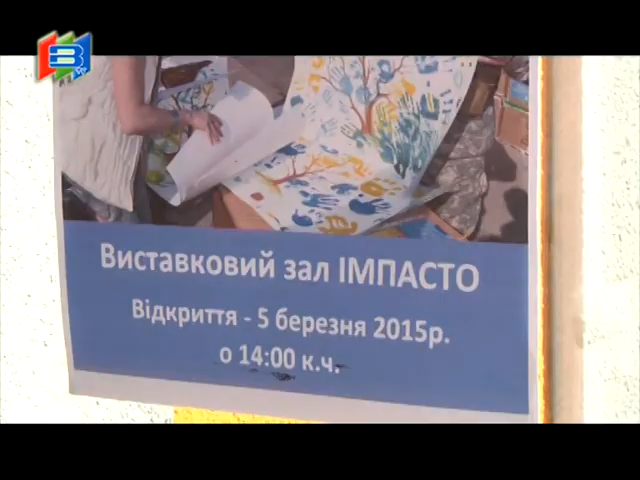 В
Виставковий зал ІМПАСТО
Відкриття - 5 березня 2015р.
о 14:00 к.ч.